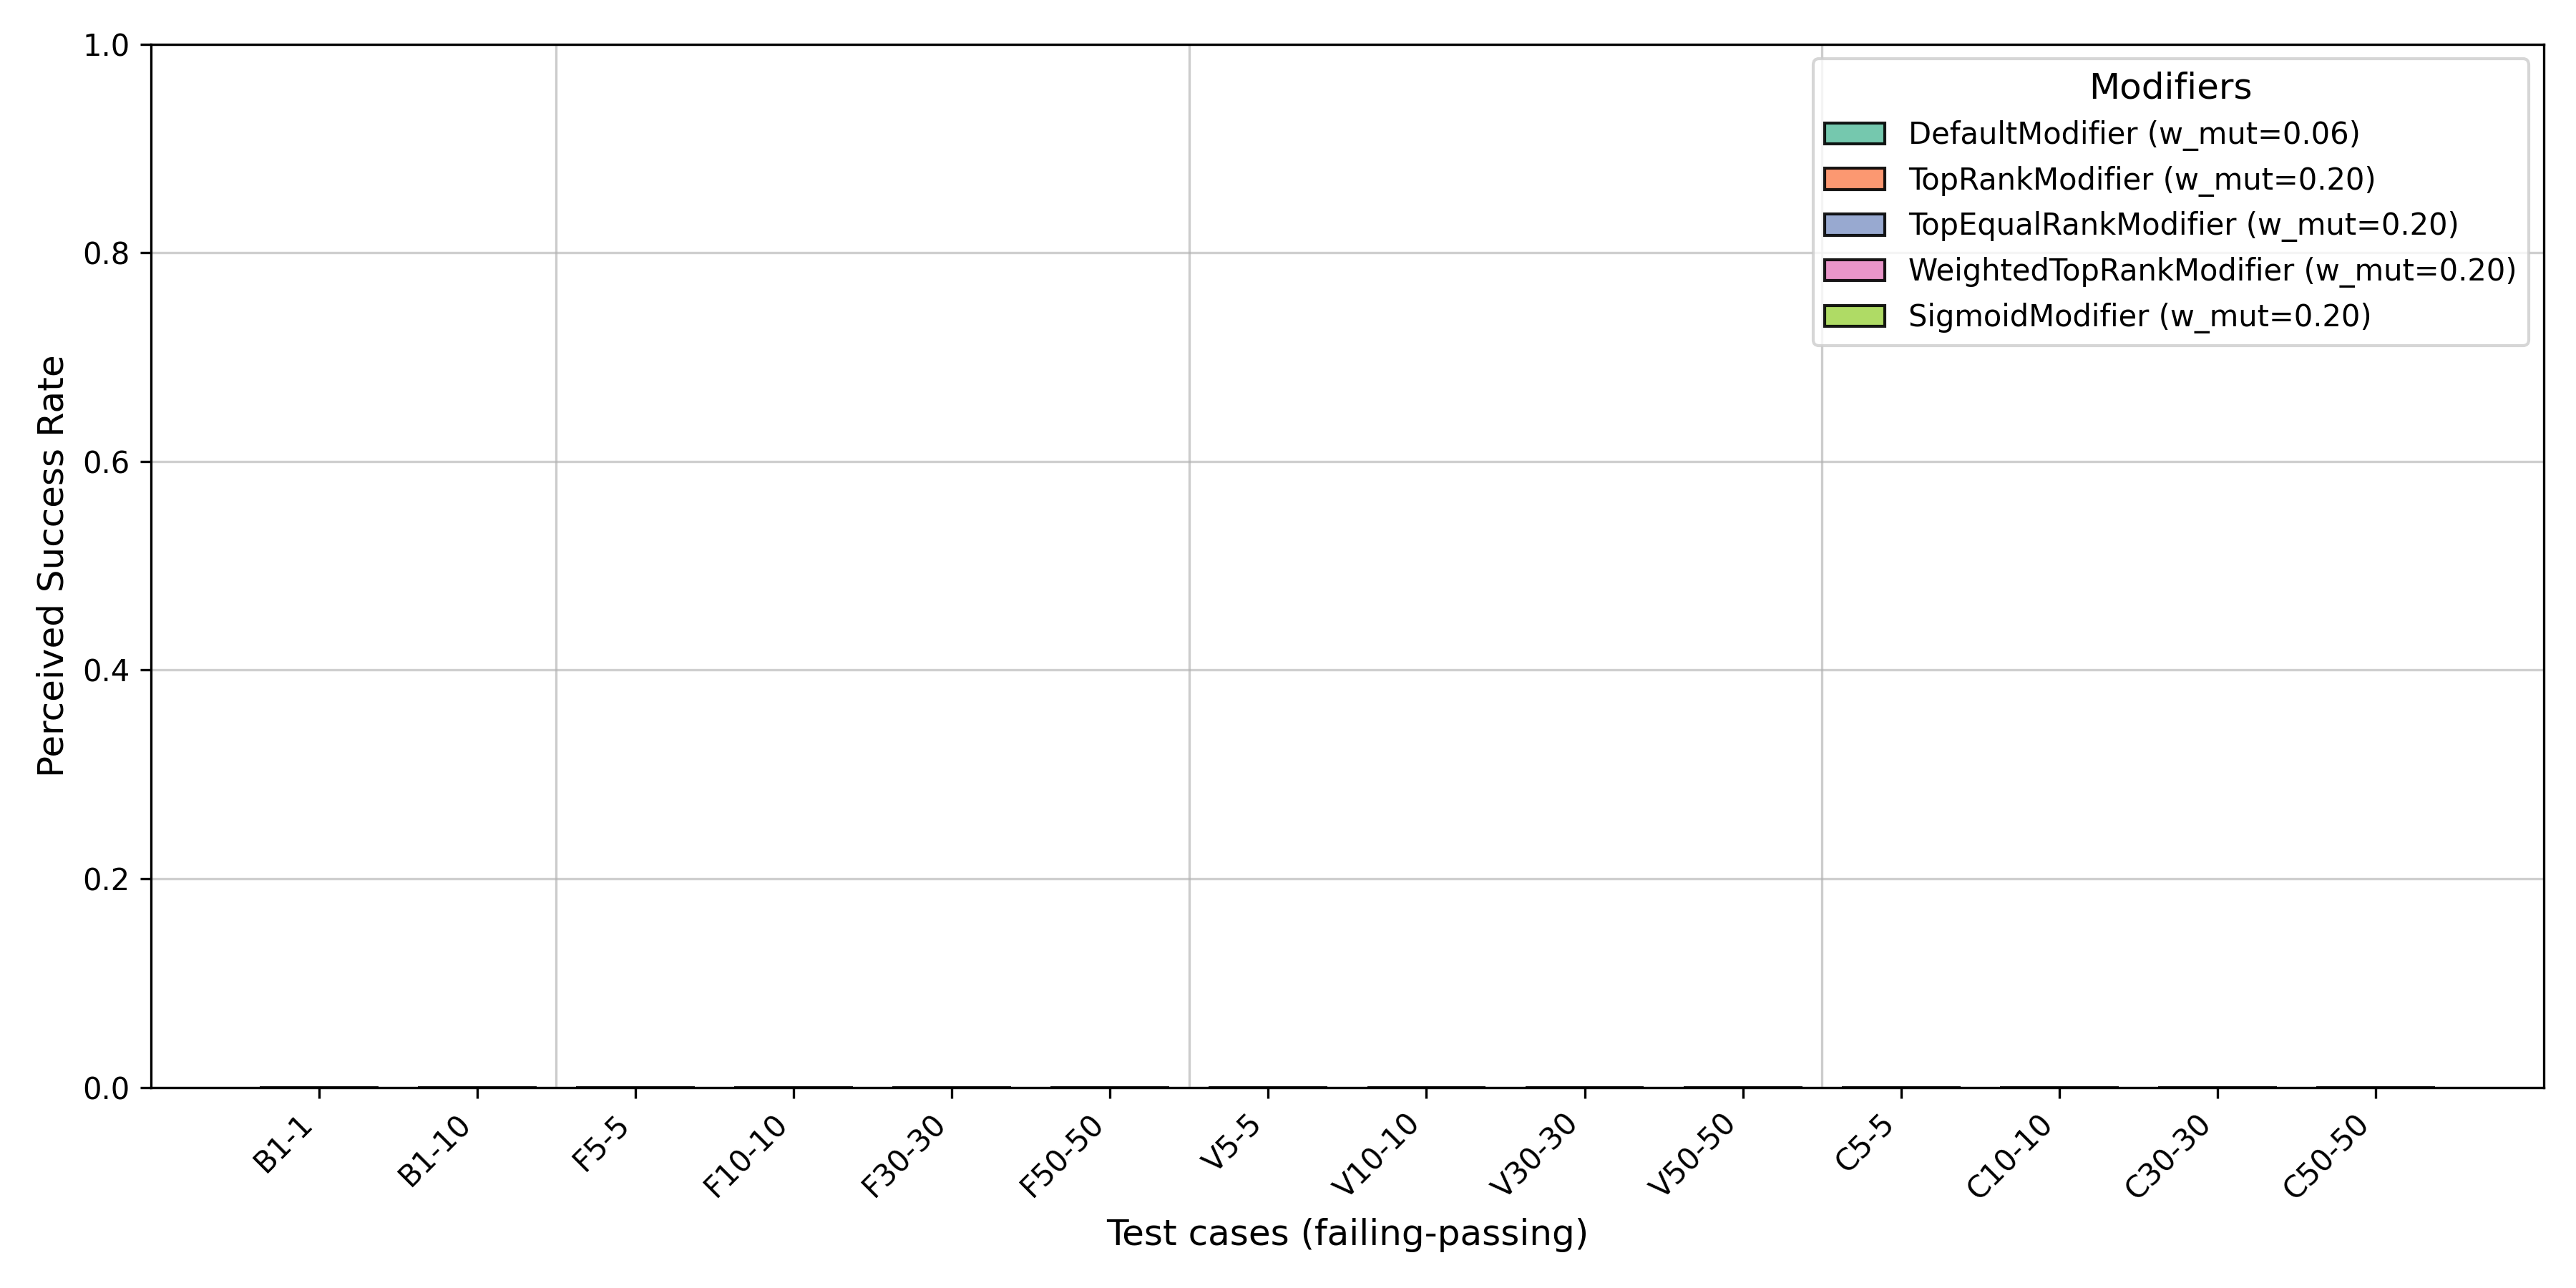 Modifiers
DefaultModifier (w_mut=0.06)
TopRankModifier (w_mut=0.20)
TopEqualRankModifier (w_mut=0.20)
WeightedTopRankModifier (w_mut=0.20)
SigmoidModifier (w_mut=0.20)
Perceived Success Rate
1.0
0.8
0.6
0.4
0.2
0.0
B1-1
B1-10
F5-5
F10-10
F30-30
F50-50
V5-5
V10-10
V30-30
V50-50
C5-5
C10-10
C30-30
C50-50
Test cases (failing-passing)